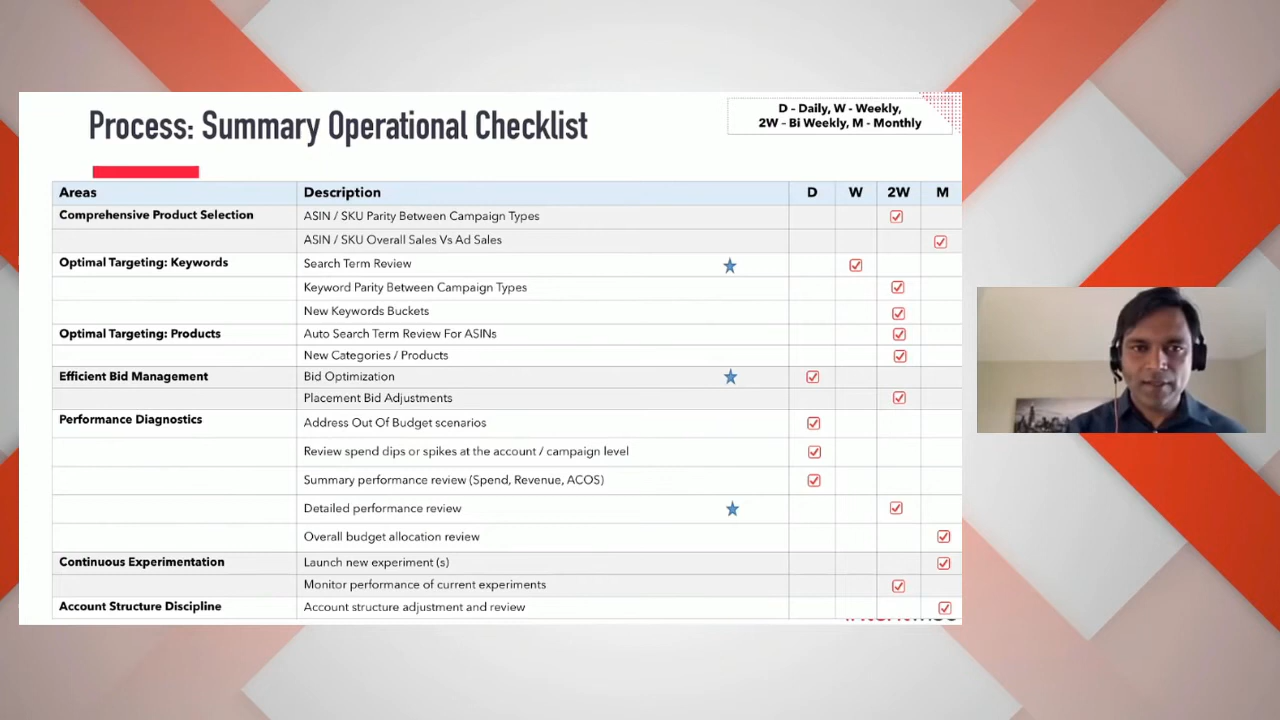 Process: Summary Operational Checklist
D - Daily, W - Weekly,
2W - Bi Weekly, M - Monthly
Areas Description D W 2W M
Comprehensive Product Selection ASIN / SKU Parity Between Campaign Types
ASIN / SKU Overall Sales Vs Ad Sales
Optimal Targeting: Keywords Search Term Review
Keyword Parity Between Campaign Types
New Keywords Buckets
Optimal Targeting: Products Auto Search Term Review For ASINs
New Categories / Products
Efficient Bid Management Bid Optimization
Placement Bid Adjustments
Performance Diagnostics Address Out Of Budget scenarios
Review spend dips or spikes at the account / campaign level
Summary performance review (Spend, Revenue, ACOS)
Detailed performance review
Overall budget allocation review
Continuous Experimentation Launch new experiment (s)
Monitor performance of current experiments
Account Structure Discipline Account structure adjustment and review